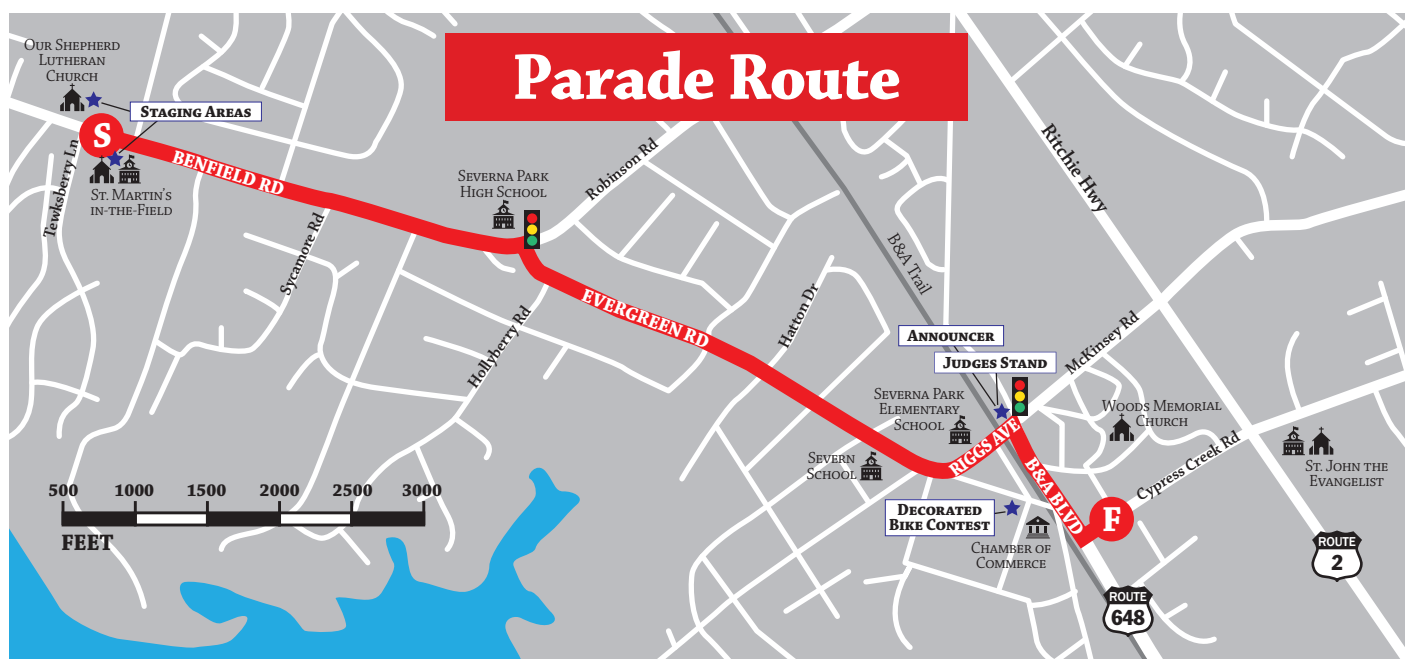 Parade Route
OUR SHEPHERD
LUTHERAN
CHURCH
STAGING AREAS
S
BENFIELD RD
ST. MARTIN'S
IN-THE-FIELD
Tewksberry Ln
Sycamore Rd
SEVERNA PARK
HIGH SCHOOL
Robinson Rd
Ritchie Hwy
B&A Trail
EVERGREEN RD
Hollyberry Rd
Hatton Dr
ANNOUNCER
JUDGES STAND
McKinsey Rd
SEVERNA PARK
ELEMENTARY
SCHOOL
WOODS MEMORIAL
CHURCH
RIGGS AVE
SEVERN
SCHOOL
Cypress Creek Rd
ST. JOHN THE
EVANGELIST
B&A BLVD
F
DECORATED
BIKE CONTEST
CHAMBER OF
COMMERCE
500 1000 1500 2000 2500 3000
FEET
ROUTE
2
ROUTE
648